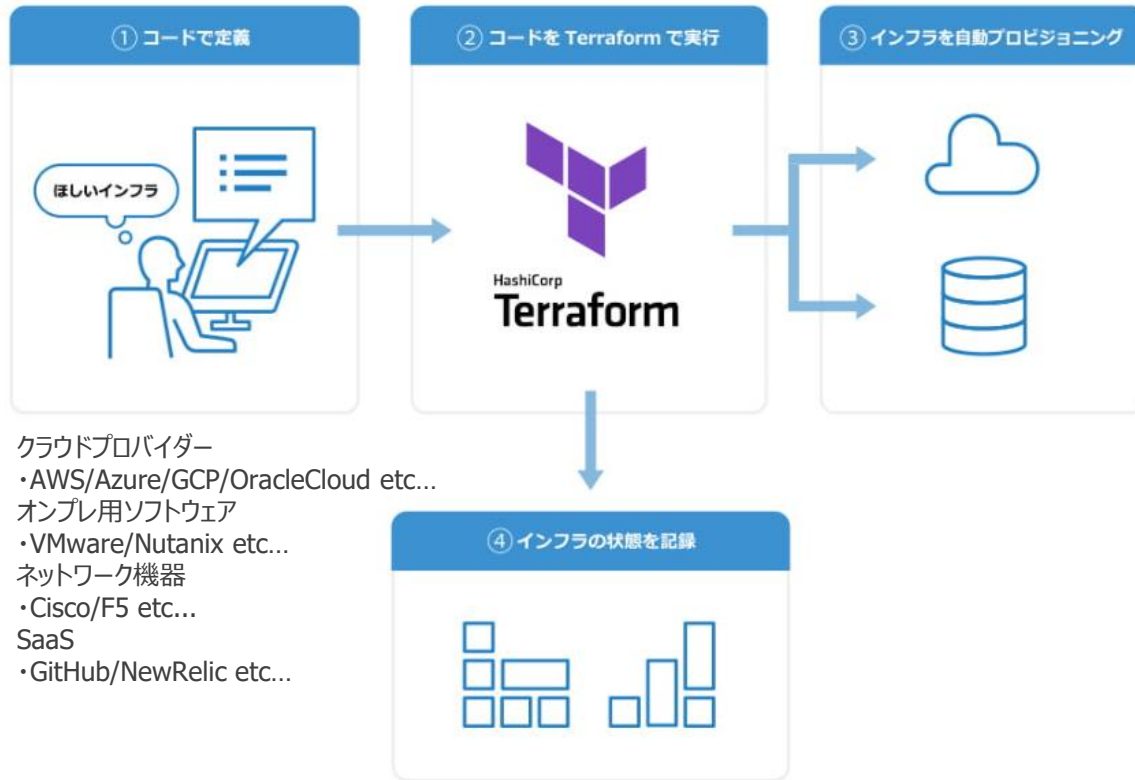 ① コードで定義
② コードを Terraform で実行
③ インフラを自動プロビジョニング
ほしいインフラ
HashiCorp
Terraform
クラウドプロバイダー
・AWS/Azure/GCP/OracleCloud etc…
オンプレ用ソフトウェア
・VMware/Nutanix etc…
ネットワーク機器
・Cisco/F5 etc...
SaaS
・GitHub/NewRelic etc…
④ インフラの状態を記録